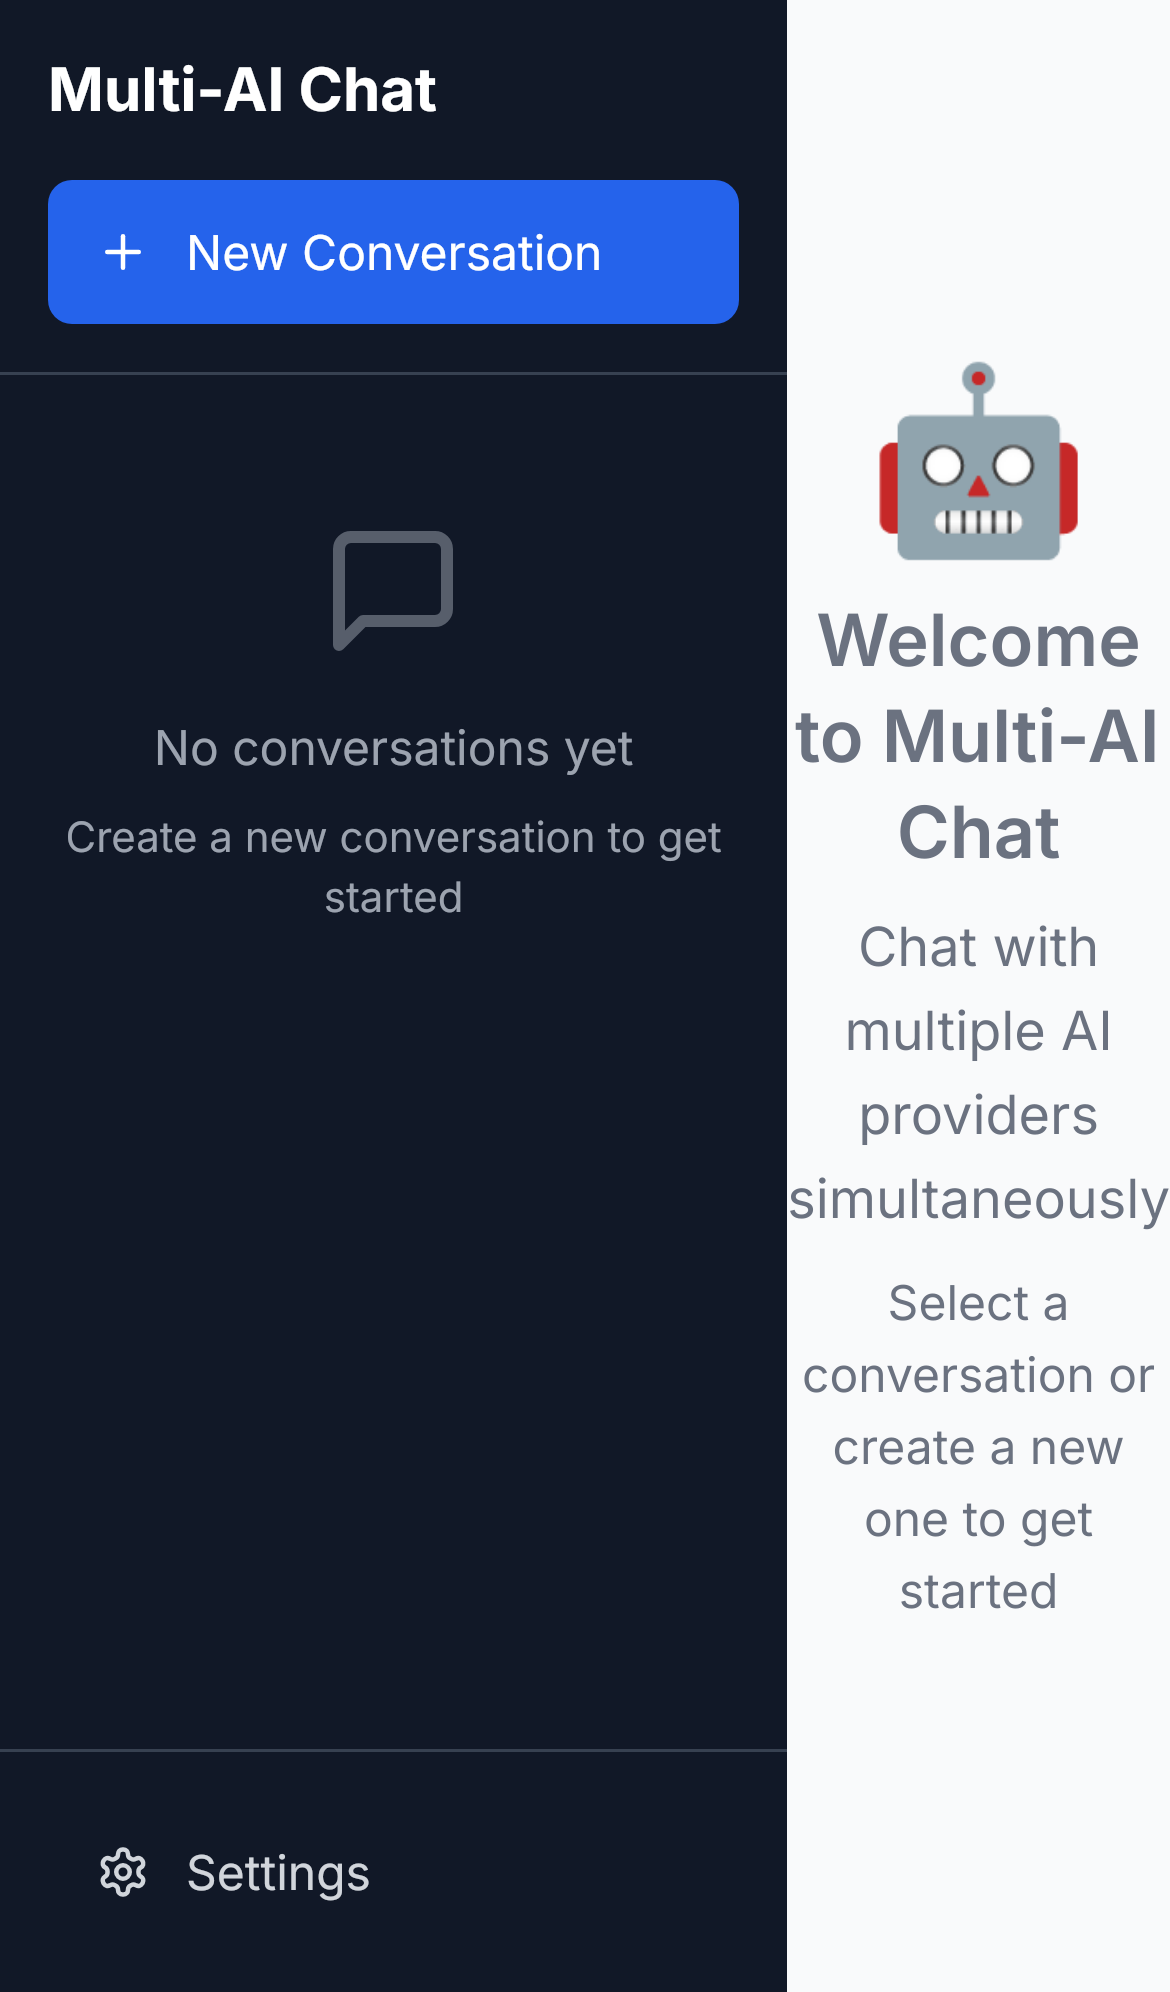 Multi-AI Chat
New Conversation
No conversations yet
Create a new conversation to get
started
Settings
Welcome
to Multi-AI
Chat
Chat with
multiple AI
providers
simultaneously
Select a
conversation or
create a new
one to get
started